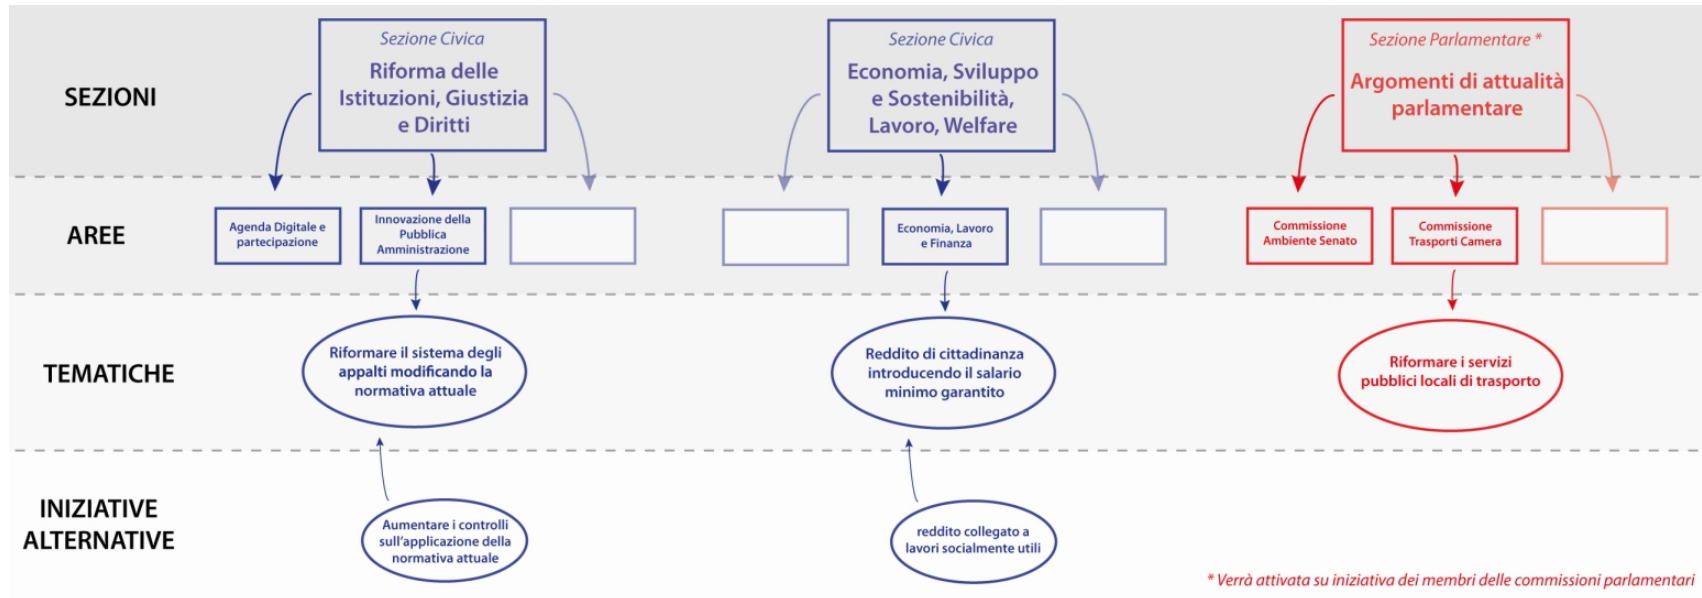 SEZIONI
Sezione Civica
Riforma delle
Istituzioni, Giustizia
e Diritti
Sezione Civica
Economia, Sviluppo
e Sostenibilità,
Lavoro, Welfare
Sezione Parlamentare *
Argomenti di attualità
parlamentare
AREE
Agenda Digitale e
partecipazione
Innovazione della
Pubblica
Amministrazione
Economia, Lavoro
e Finanza
Commissione
Ambiente Senato
Commissione
Trasporti Camera
TEMATICHE
Riformare il sistema degli
appalti modificando la
normativa attuale
Reddito di cittadinanza
introducendo il salario
minimo garantito
Riformare i servizi
pubblici locali di trasporto
INIZIATIVE
ALTERNATIVE
Aumentare i controlli
sull'applicazione della
normativa attuale
reddito collegato a
lavori socialmente utili
* Verrà attivata su iniziativa dei membri delle commissioni parlamentari